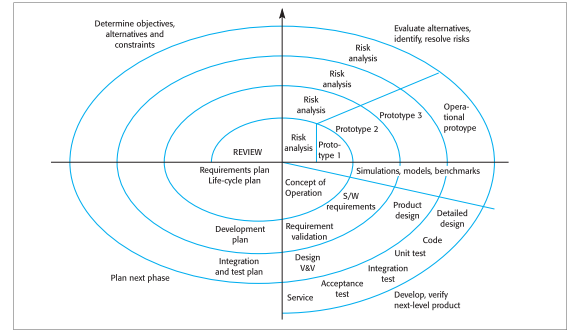 Determine objectives,
alternatives and
constraints
Evaluate alternatives,
identify, resolve risks
Risk
analysis
Risk
analysis
Risk
analysis
Risk
analysis
Proto-
type 1
Prototype 2
Prototype 3
Opera-
tional
protoype
REVIEW
Requirements plan
Life-cycle plan
Simulations, models, benchmarks
Concept of
Operation
S/W
requirements
Product
design
Detailed
design
Development
plan
Requirement
validation
Code
Unit test
Integration
and test plan
Design
V&V
Integration
test
Plan next phase
Acceptance
test
Service
Develop, verify
next-level product